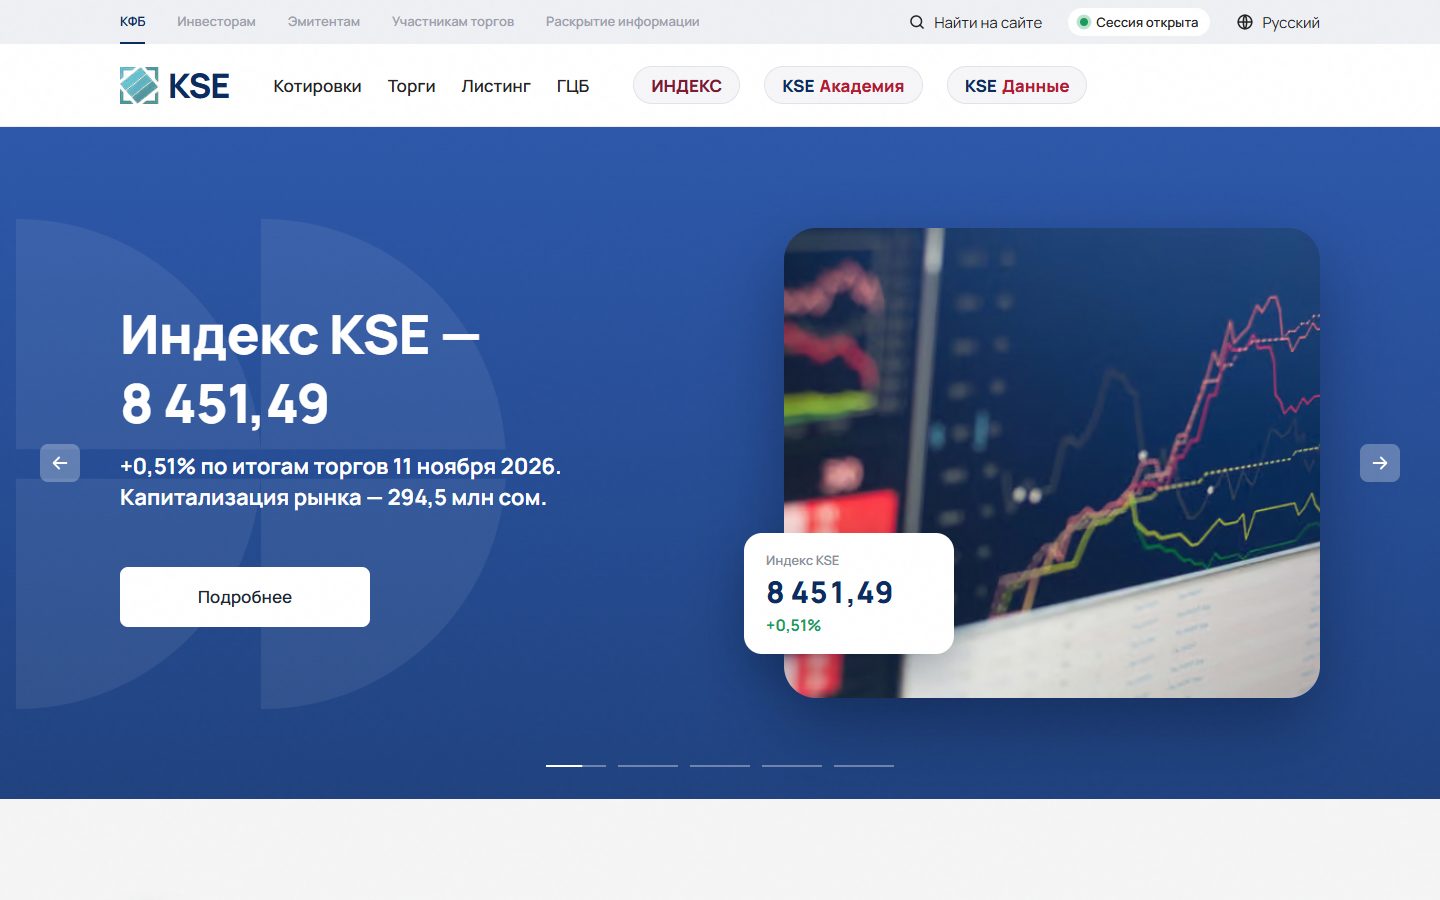 КФБ Инвесторам Эмитентам Участникам торгов Раскрытие информации Найти на сайте Сессия открыта Русский
KSE Котировки Торги Листинг ГЦБ ИНДЕКС KSE Академия KSE Данные
Индекс KSE —
8 451,49
+0,51% по итогам торгов 11 ноября 2026.
Капитализация рынка — 294,5 млн сом.
Подробнее
Индекс KSE
8 451,49
+0,51%